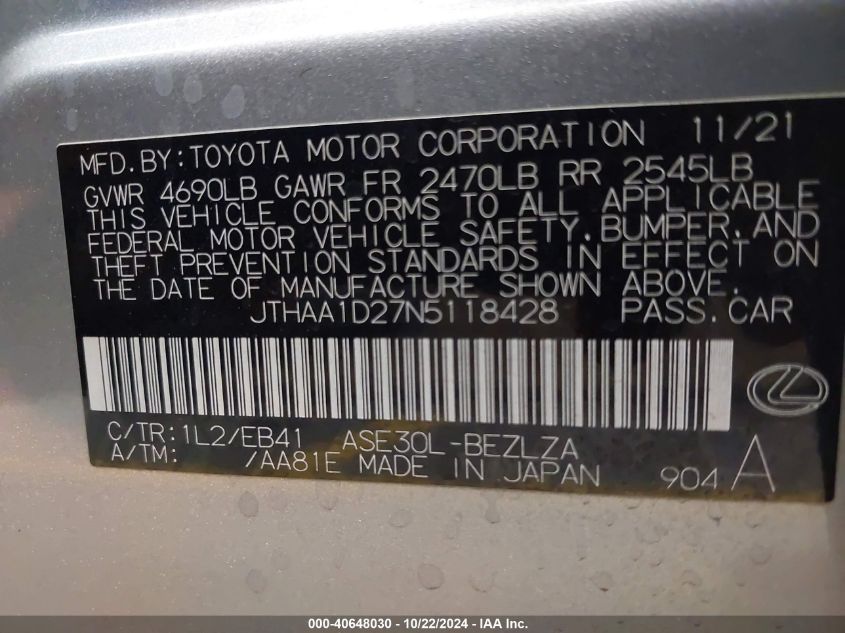 MFD. BY: TOYOTA MOTOR CORPORATION 11/21
GVWR 4690LB GAWR FR 2470LB RR 2545LB
THIS VEHICLE CONFORMS TO ALL APPLICABLE
FEDERAL MOTOR VEHICLE SAFETY, BUMPER, AND
THEFT PREVENTION STANDARDS IN EFFECT ON
THE DATE OF MANUFACTURE SHOWN ABOVE.
JTHAA1D27N5118428 PASS. CAR
C/TR: 1L2/EB41 ASE30L-BEZLZA
A/TM: /AA81E MADE IN JAPAN 904 A
000-40648030 - 10/22/2024 - IAA Inc.